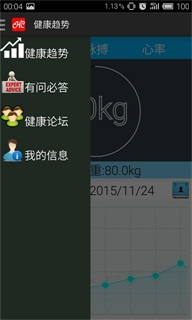 00:04 1.13% 100
健康趋势
脉搏 心率
健康趋势
EXPERT ADVICE
有问必答
0kg
健康论坛
我的信息
重:80.0kg
2015/11/24